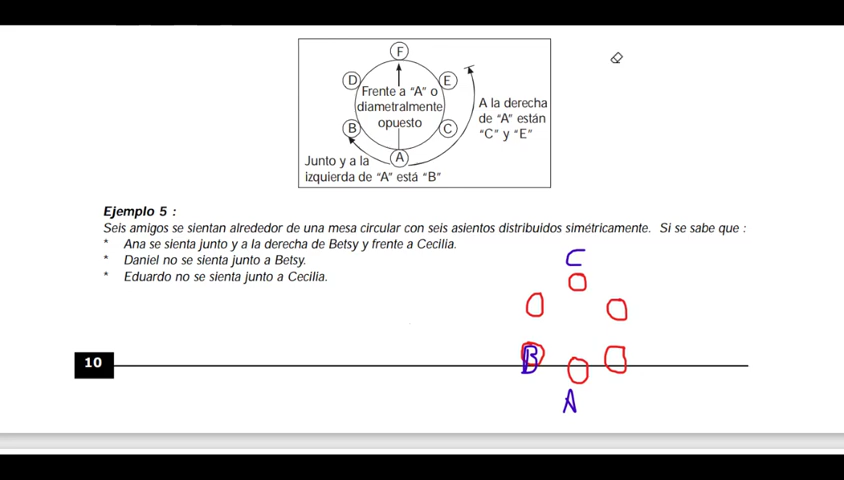 F
D
E
Frente a "A" o
diametralmente
opuesto
B
C
A
A la derecha
de "A" están
"C" y "E"
Junto y a la
izquierda de "A" está "B"
Ejemplo 5 :
Seis amigos se sientan alrededor de una mesa circular con seis asientos distribuidos simétricamente. Si se sabe que :
* Ana se sienta junto y a la derecha de Betsy y frente a Cecilia.
* Daniel no se sienta junto a Betsy.
* Eduardo no se sienta junto a Cecilia.
C
B
A
10